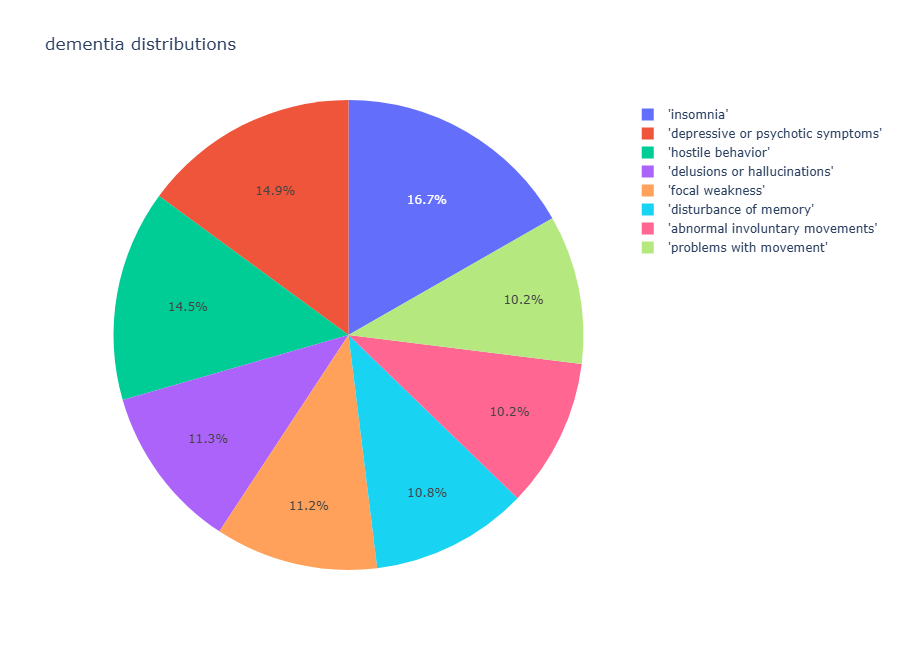 dementia distributions
'insomnia'
'depressive or psychotic symptoms'
'hostile behavior'
'delusions or hallucinations'
'focal weakness'
'disturbance of memory'
'abnormal involuntary movements'
'problems with movement'
14.9%
16.7%
10.2%
14.5%
10.2%
11.3%
10.8%
11.2%